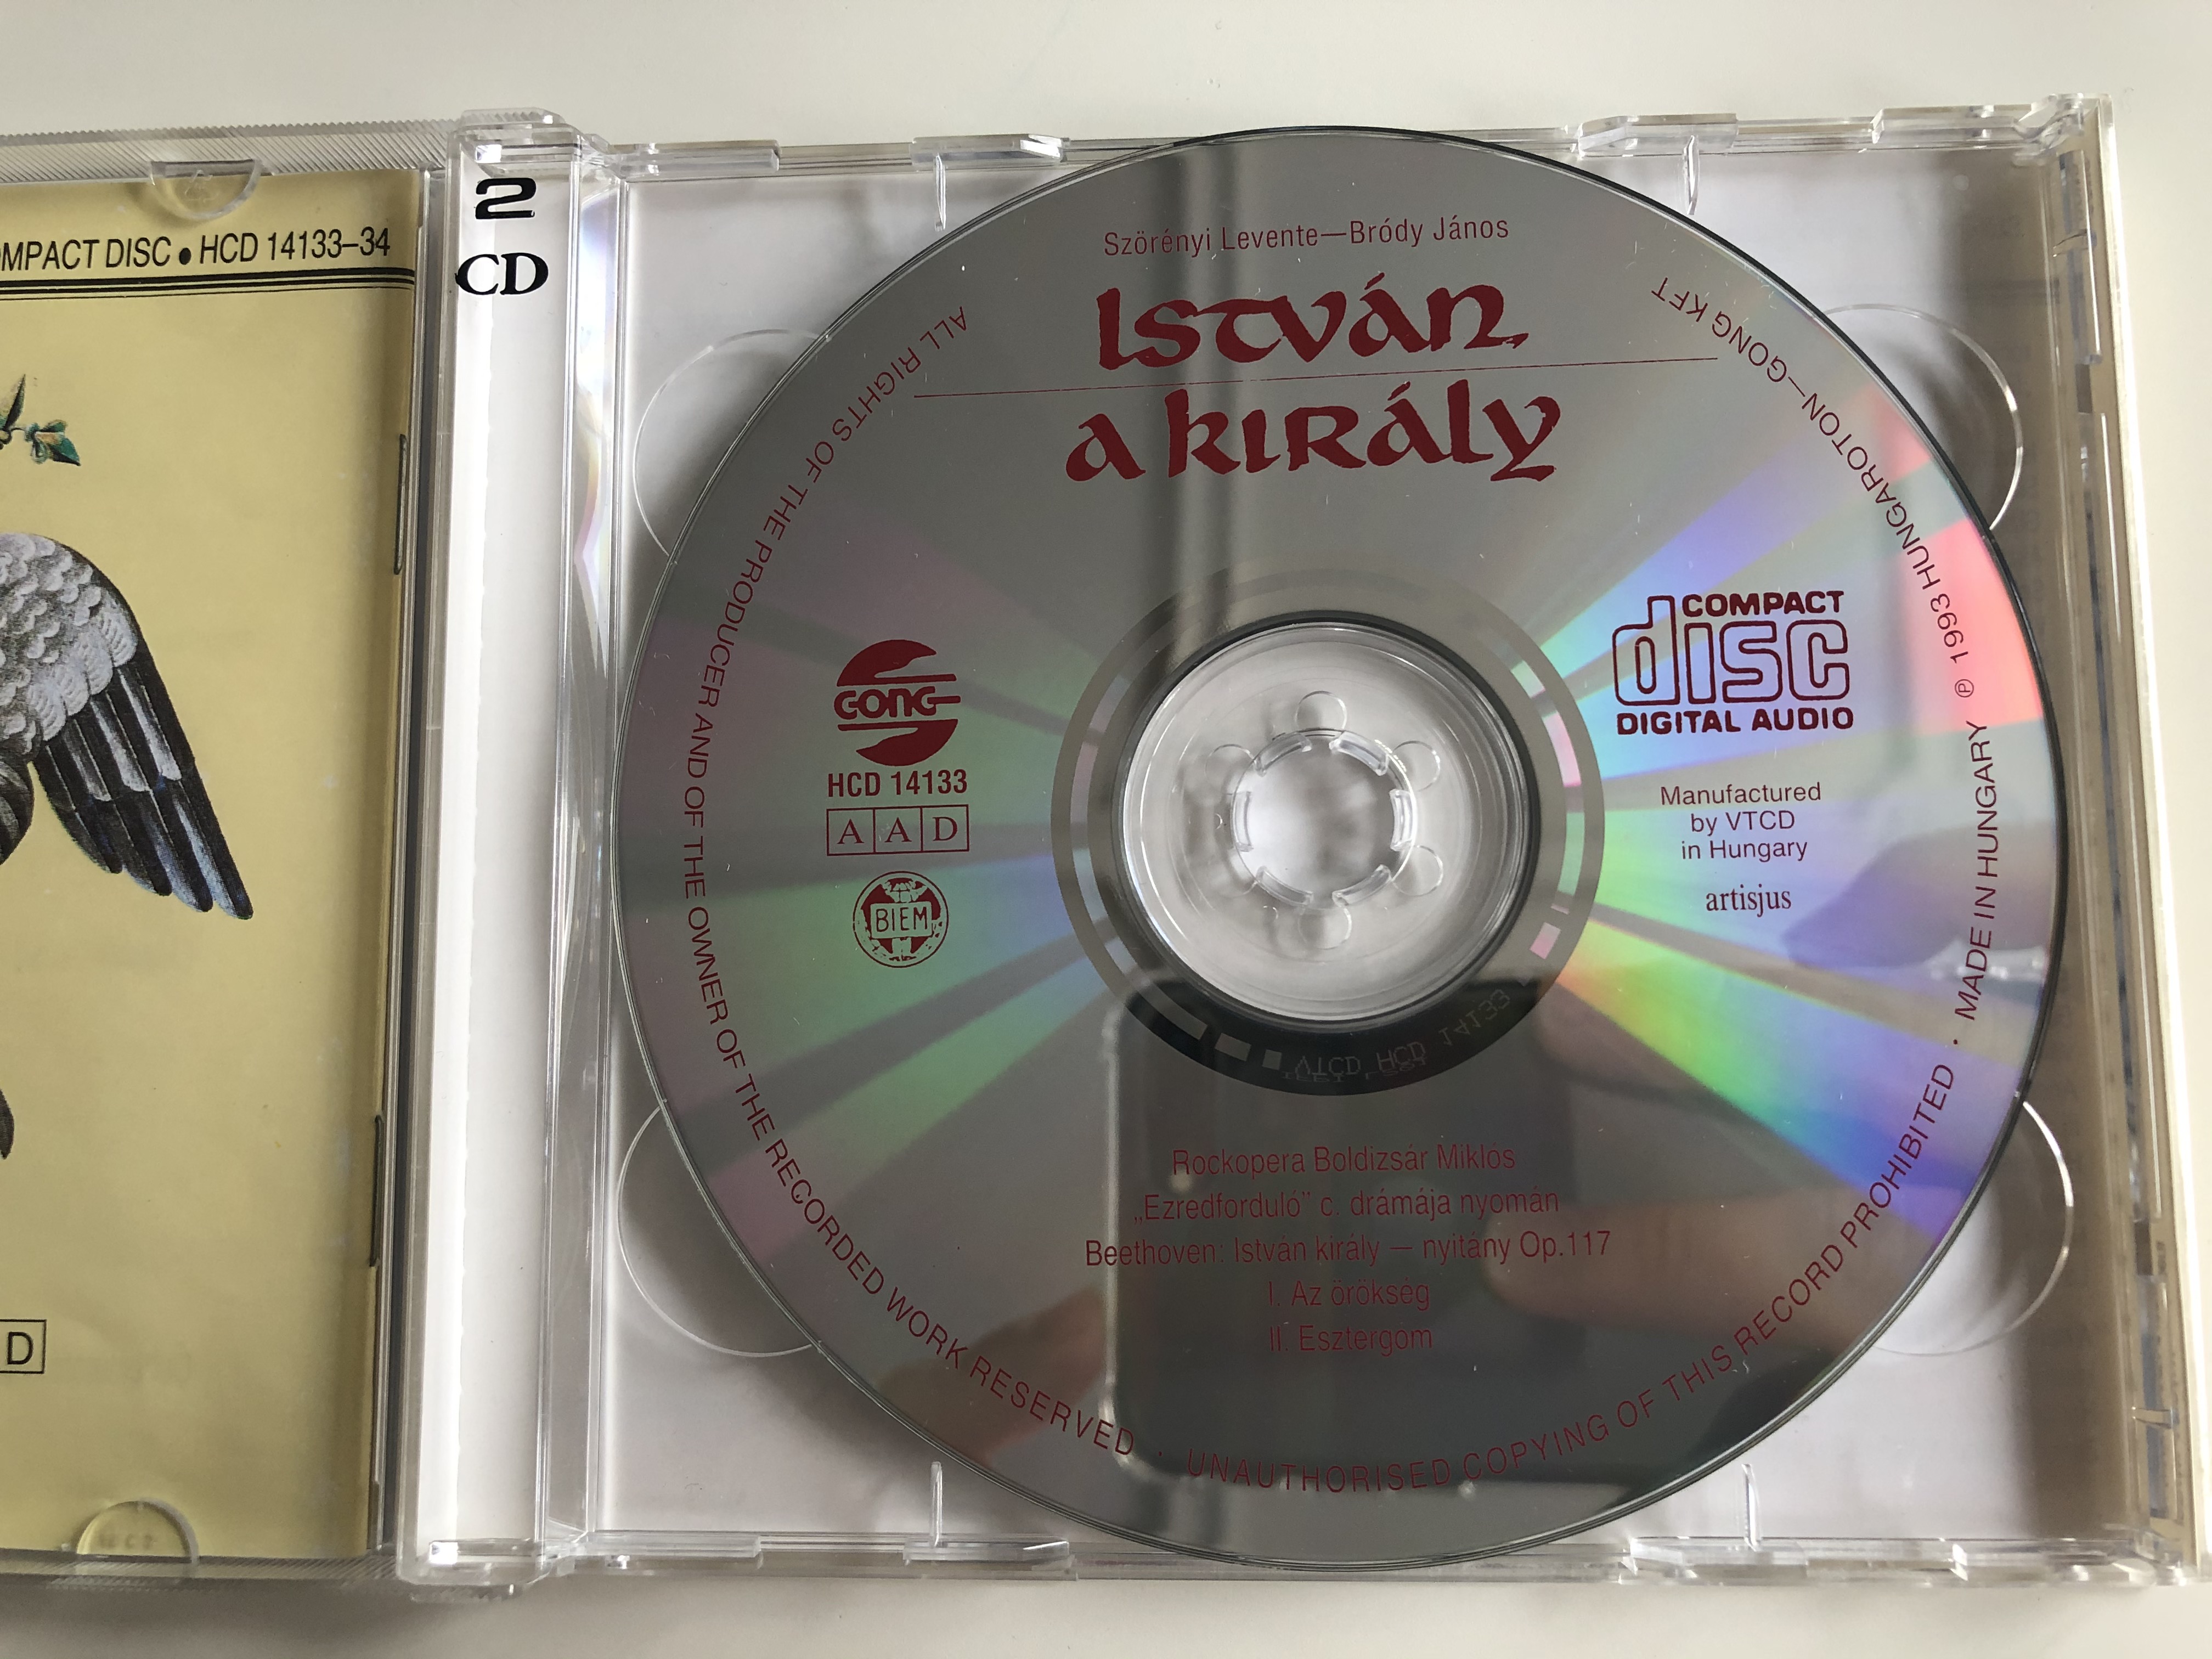 COMPACT DISC ● HCD 14133–34
D
2
CD
Szörényi Levente—Bródy János
István
a király
ALL RIGHTS OF THE PRODUCER AND OF THE OWNER OF THE RECORDED WORK RESERVED · UNAUTHORISED COPYING OF THIS RECORD PROHIBITED · MADE IN HUNGARY ℗ 1993 HUNGAROTON–GONG KFT
GONG
HCD 14133
A A D
BIEM
COMPACT
disc
DIGITAL AUDIO
Manufactured
by VTCD
in Hungary
artisjus
VTCD HCD 14133
Rockopera Boldizsár Miklós
„Ezredforduló” c. drámája nyomán
Beethoven: István király — nyitány Op.117
I. Az örökség
II. Esztergom